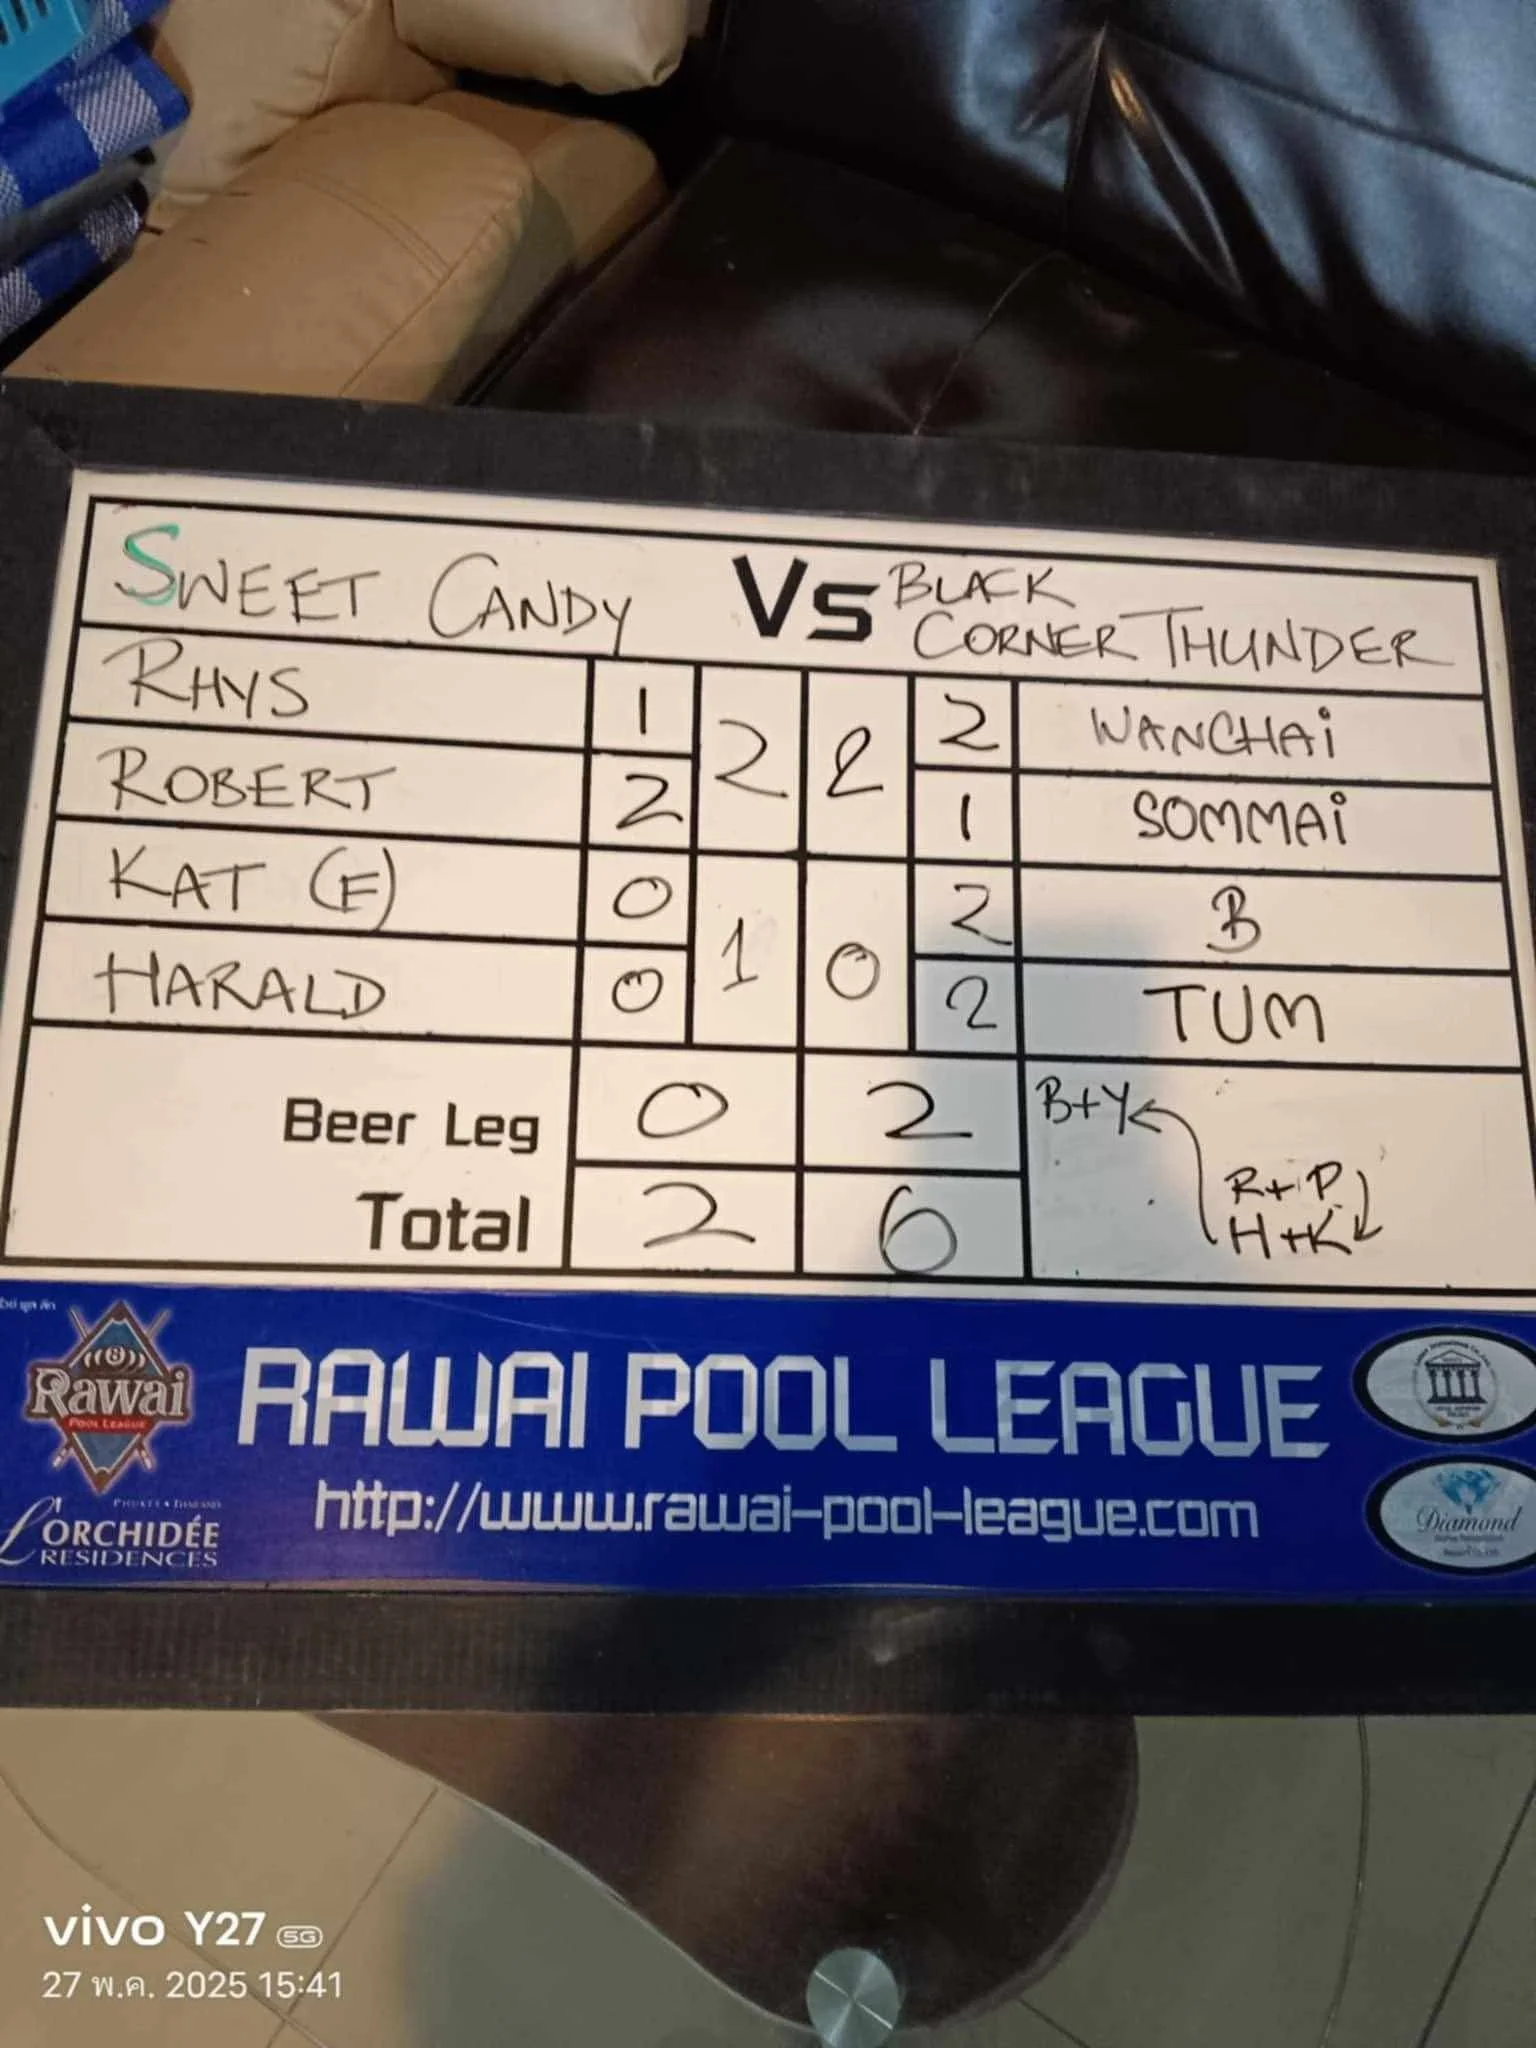 SWEET CANDY VS BLACK
CORNER THUNDER
RHYS 1 2 2 2 WANCHAi
ROBERT 2 1 SOMMAi
KAT (F) 0 1 0 2 B
HARALD 0 2 TUM
Beer Leg 0 2 B+Y
R+P
Total 2 6 H+K
Rawai
POOL LEAGUE
RAWAI POOL LEAGUE
PHUKET THAILAND
L'ORCHIDÉE
RESIDENCES
http://www.rawai-pool-league.com
Diamond
vivo Y27 5G
27 พ.ค. 2025 15:41